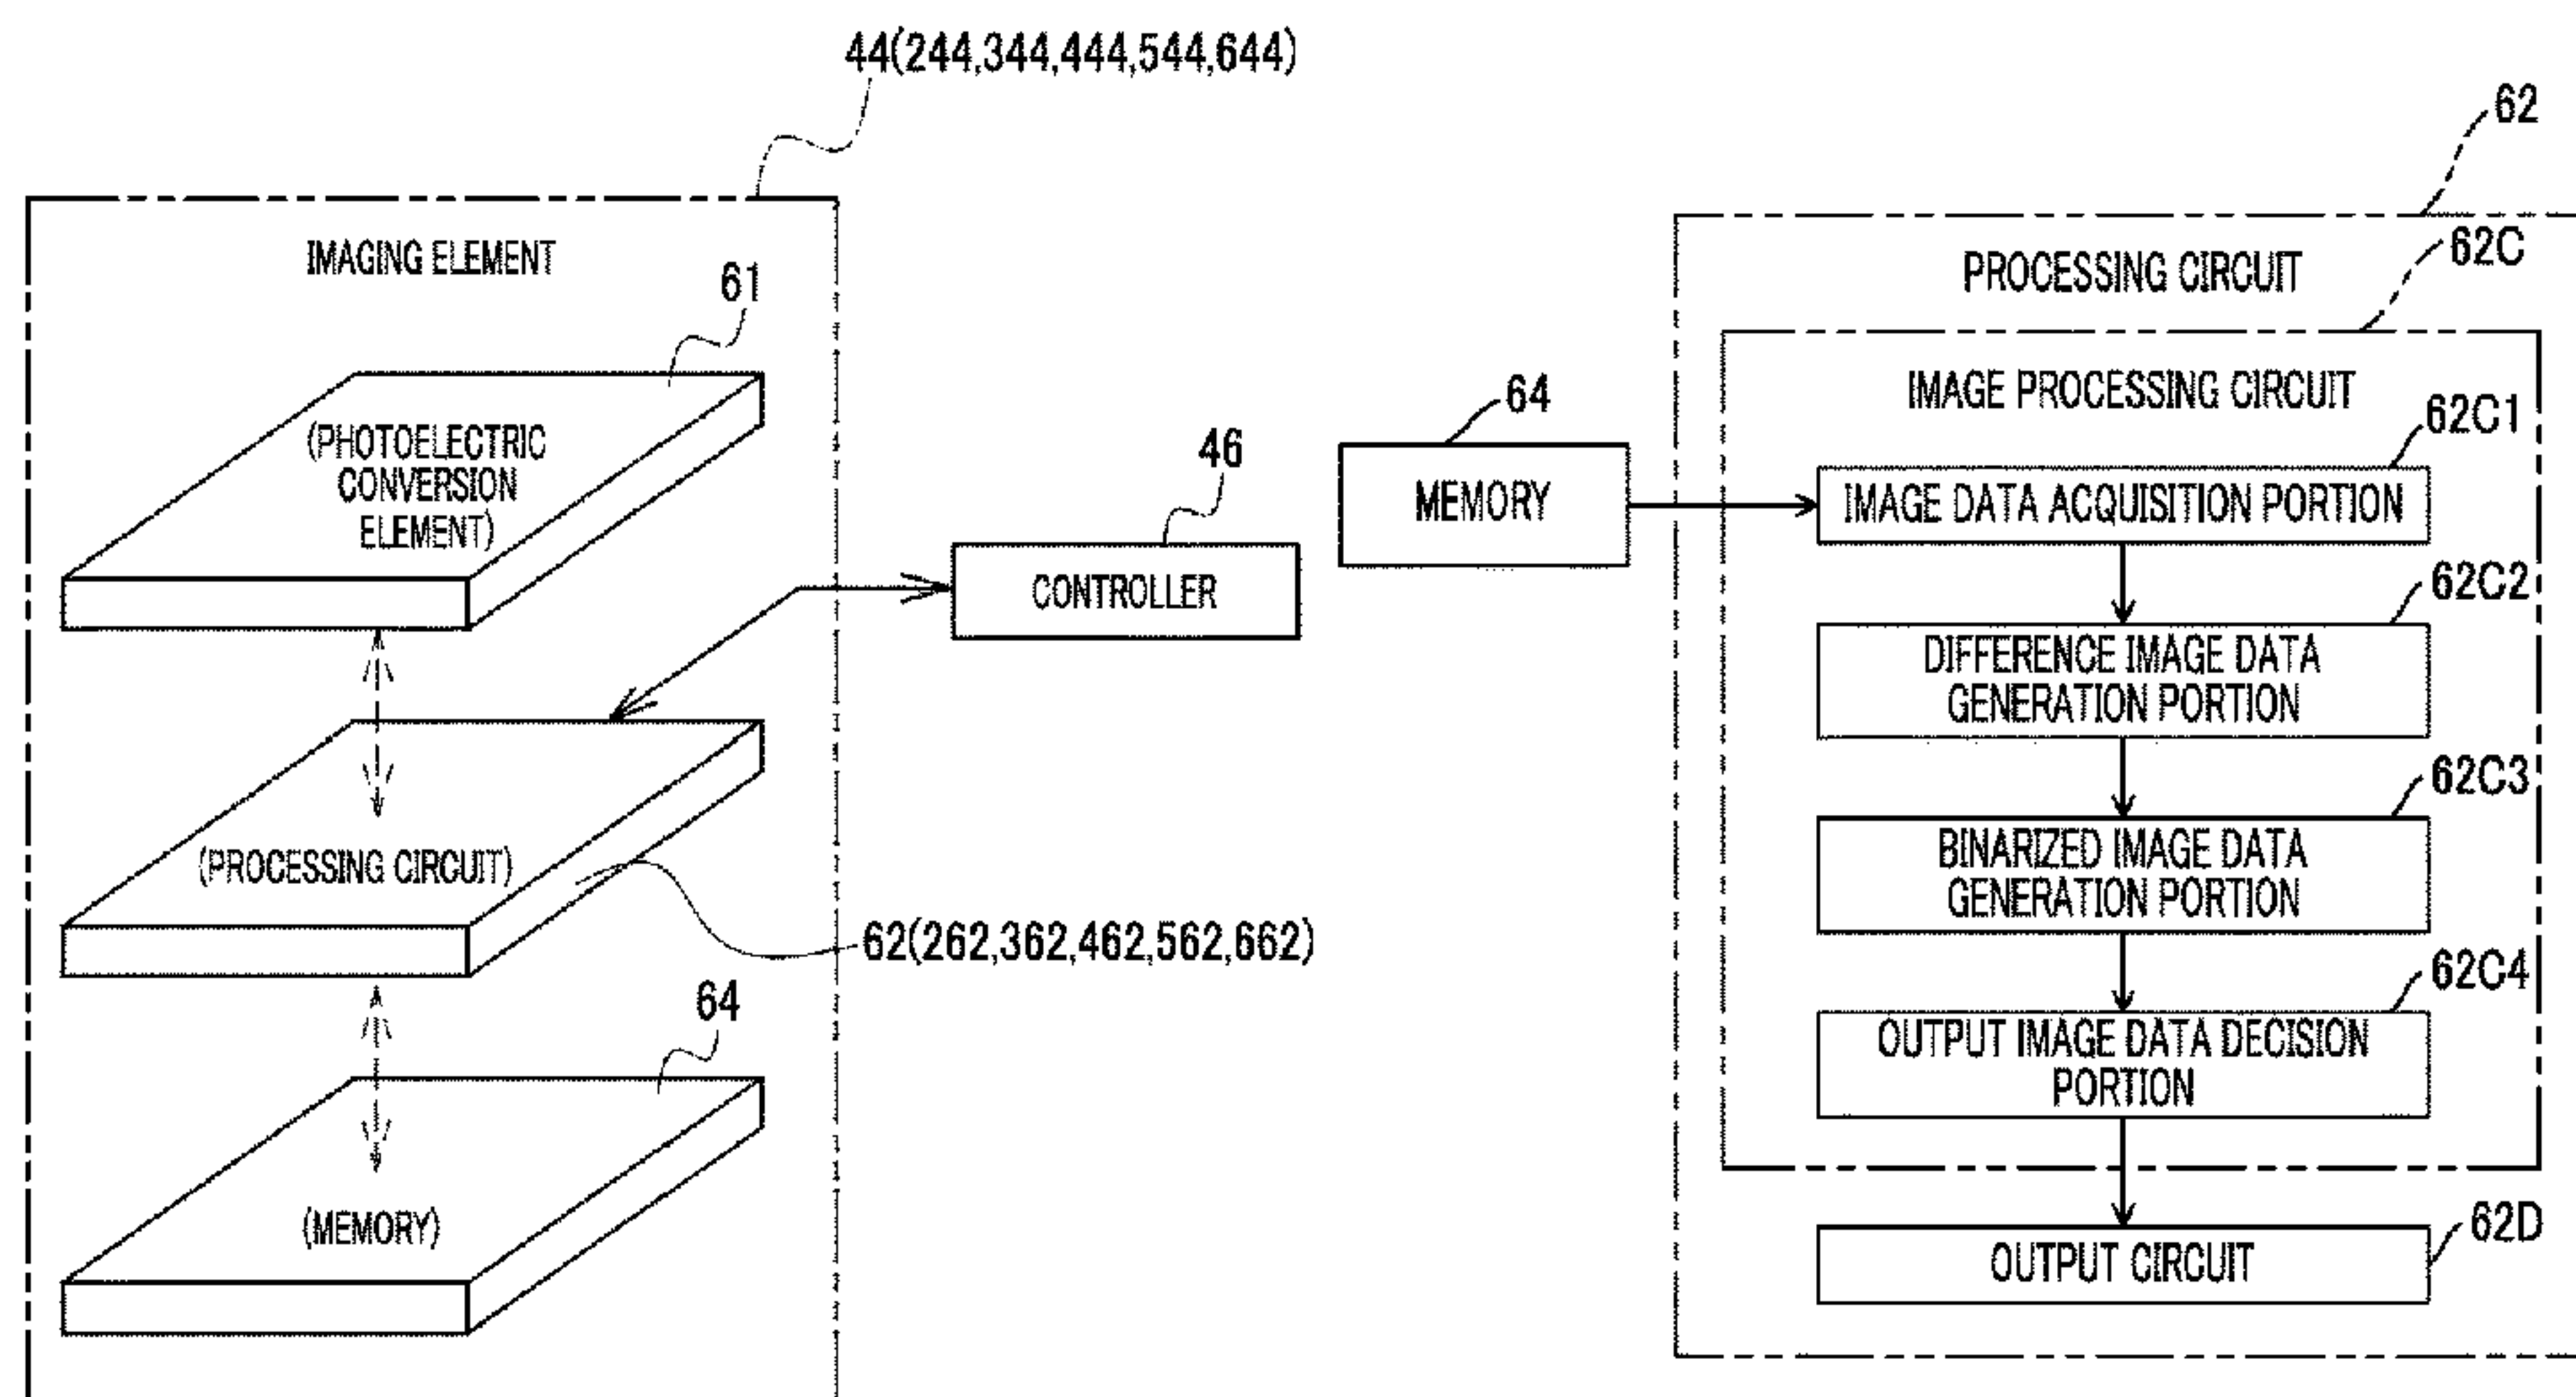 44(244,344,444,544,644)
IMAGING ELEMENT
61
(PHOTOELECTRIC
CONVERSION
ELEMENT)
46
CONTROLLER
(PROCESSING CIRCUIT)
62(262,362,462,562,662)
64
(MEMORY)
62
PROCESSING CIRCUIT
62C
IMAGE PROCESSING CIRCUIT
64
MEMORY
62C1
IMAGE DATA ACQUISITION PORTION
62C2
DIFFERENCE IMAGE DATA
GENERATION PORTION
62C3
BINARIZED IMAGE DATA
GENERATION PORTION
62C4
OUTPUT IMAGE DATA DECISION
PORTION
62D
OUTPUT CIRCUIT